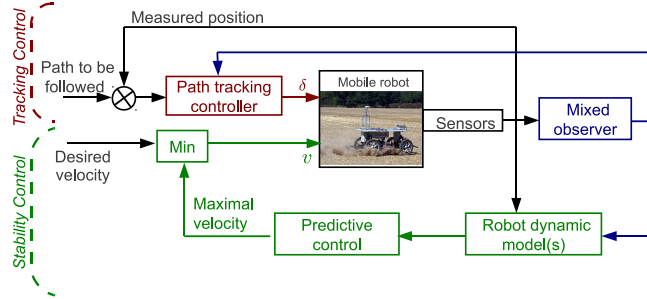 Tracking Control
Measured position
Path to be
followed
Path tracking
controller
δ
Mobile robot
Sensors
Mixed
observer
Stability Control
Desired
velocity
Min
v
Maximal
velocity
Predictive
control
Robot dynamic
model(s)